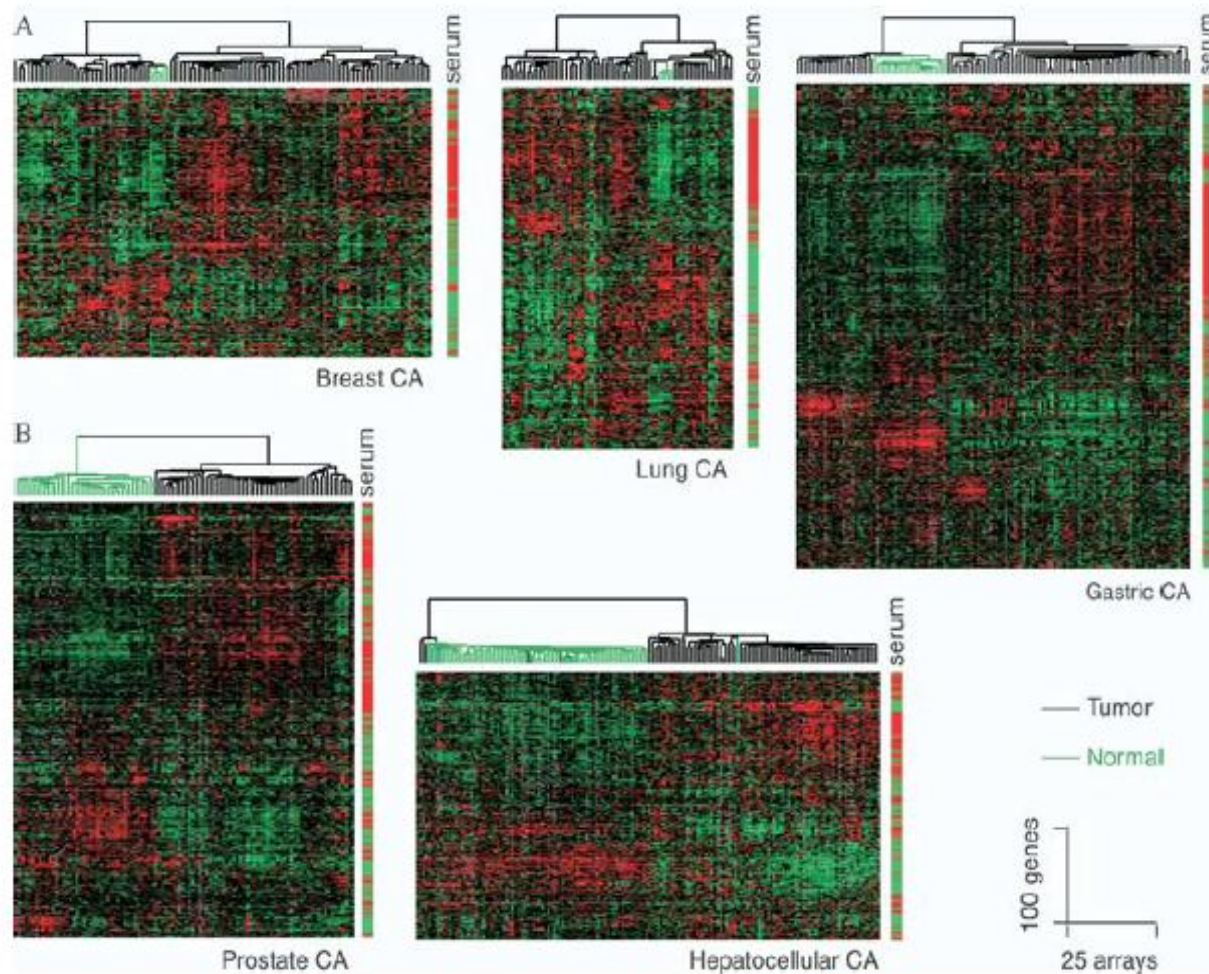 A
serum
serum
serum
Breast CA
Lung CA
Gastric CA
B
serum
serum
Prostate CA
Hepatocellular CA
Tumor
Normall
100 genes
25 arrays